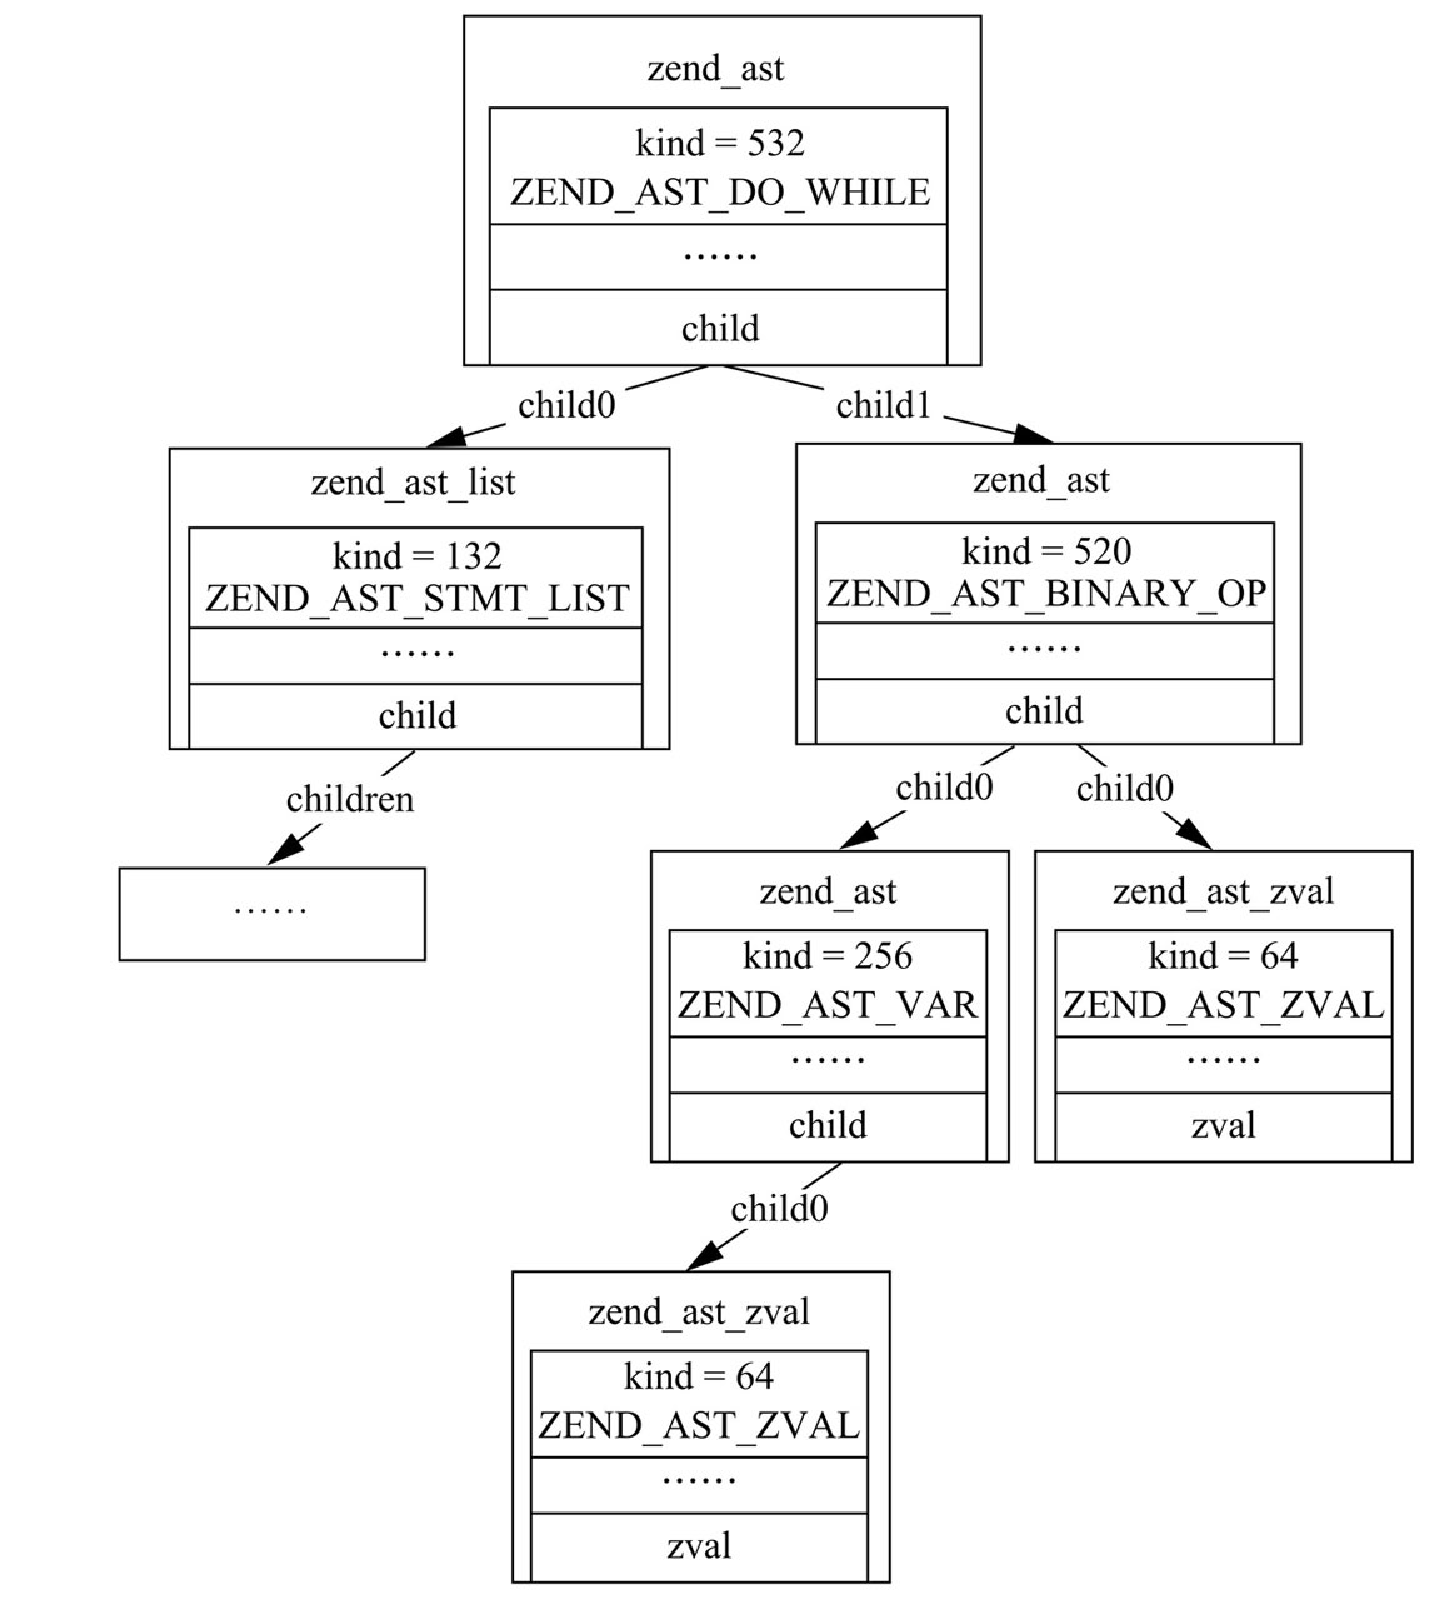 zend_ast
kind = 532
ZEND_AST_DO_WHILE
······
child
child0
child1
zend_ast_list
kind = 132
ZEND_AST_STMT_LIST
······
child
children
······
zend_ast
kind = 520
ZEND_AST_BINARY_OP
······
child
child0
child0
zend_ast
kind = 256
ZEND_AST_VAR
······
child
child0
zend_ast_zval
kind = 64
ZEND_AST_ZVAL
······
zval
zend_ast_zval
kind = 64
ZEND_AST_ZVAL
······
zval